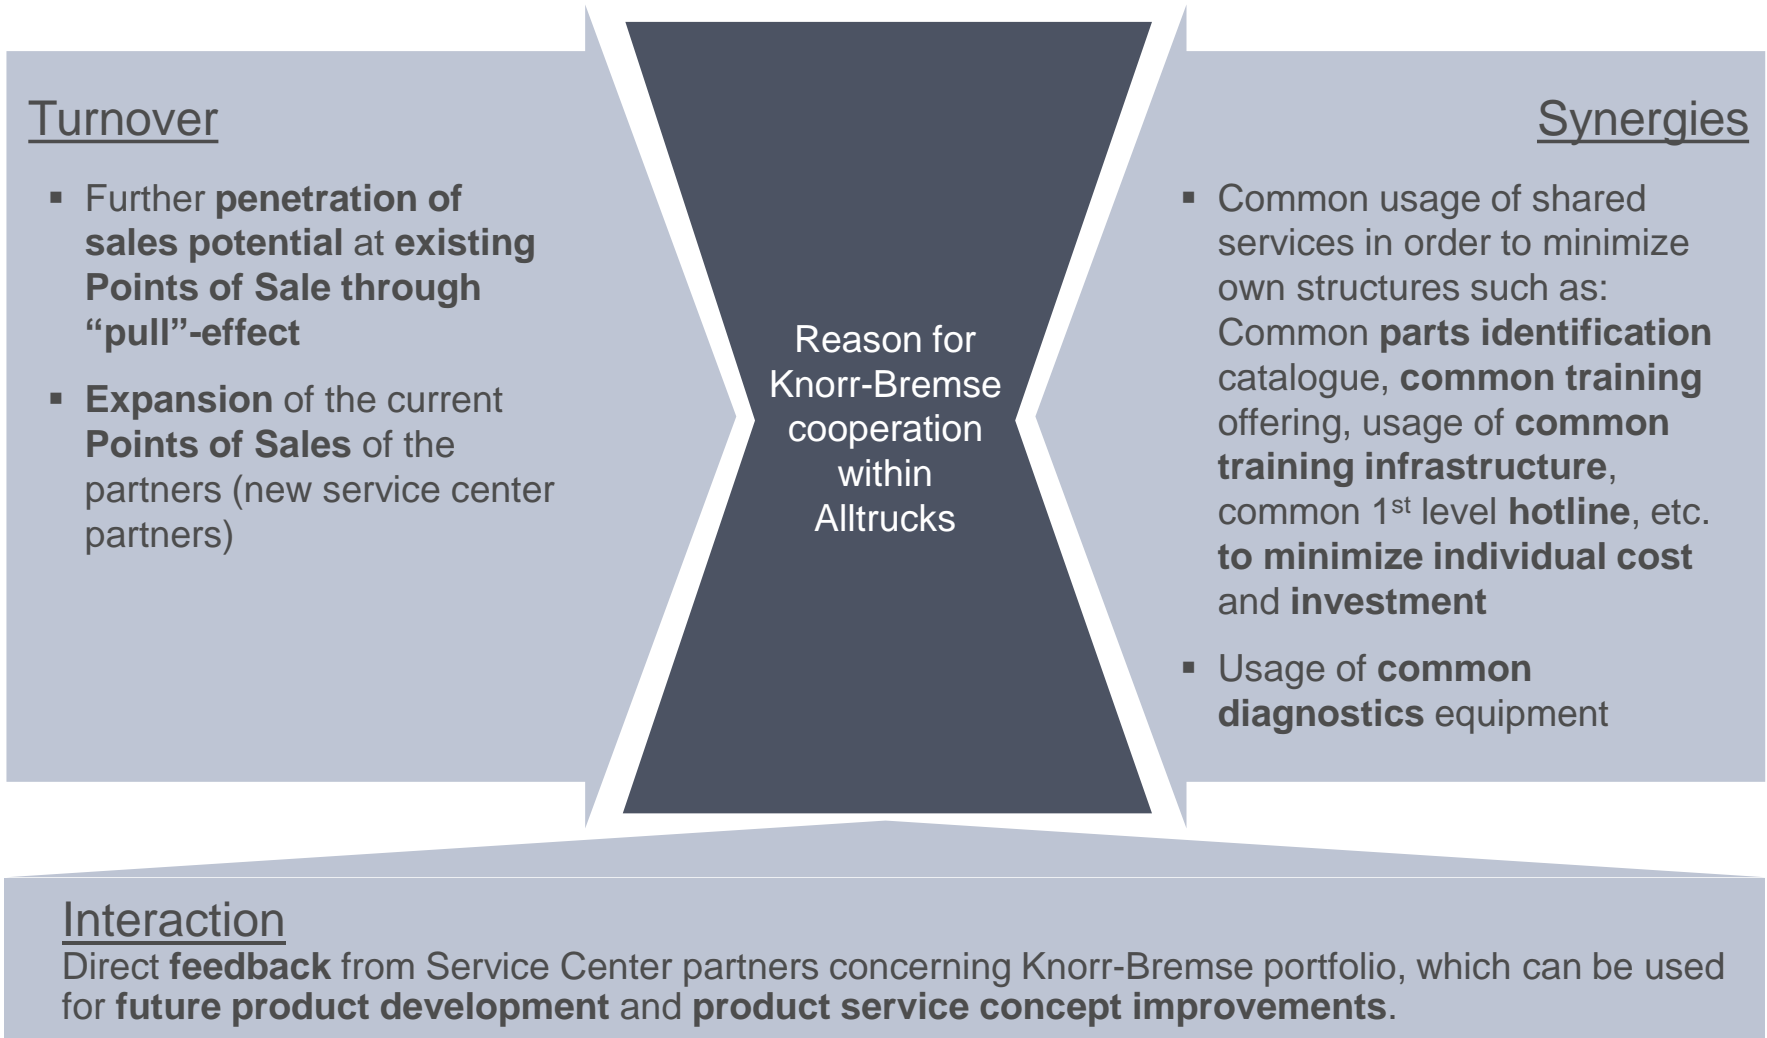 Turnover
▪ Further penetration of
sales potential at existing
Points of Sale through
“pull”-effect
▪ Expansion of the current
Points of Sales of the
partners (new service center
partners)
Reason for
Knorr-Bremse
cooperation
within
Alltrucks
Synergies
▪ Common usage of shared
services in order to minimize
own structures such as:
Common parts identification
catalogue, common training
offering, usage of common
training infrastructure,
common 1st level hotline, etc.
to minimize individual cost
and investment
▪ Usage of common
diagnostics equipment
Interaction
Direct feedback from Service Center partners concerning Knorr-Bremse portfolio, which can be used
for future product development and product service concept improvements.